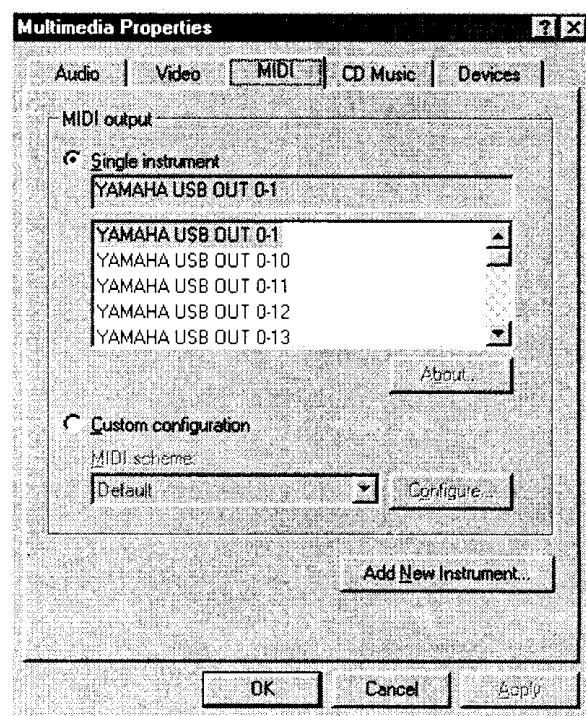 Multimedia Properties
Audio
Video
MIDI
CD Music
Devices
MIDI output
Single instrument
YAMAHA USB OUT 0-1
YAMAHA USB OUT 0-1
YAMAHA USB OUT 0-10
YAMAHA USB OUT 0-11
YAMAHA USB OUT 0-12
YAMAHA USB OUT 0-13
About...
Custom configuration
MIDI scheme:
Default
Configure...
Add New Instrument...
OK
Cancel
Apply